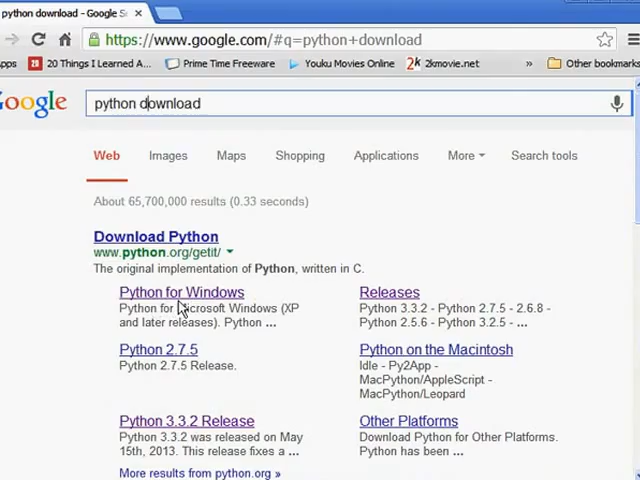 python download - Google S
https://www.google.com/#q=python+download
Apps 20 Things I Learned A... Prime Time Freeware Youku Movies Online 2k 2kmovie.net » Other bookmarks
Google
python download
Web Images Maps Shopping Applications More Search tools
About 65,700,000 results (0.33 seconds)
Download Python
www.python.org/getit/
The original implementation of Python, written in C.
Python for Windows
Python for Microsoft Windows (XP
and later releases). Python ...
Releases
Python 3.3.2 - Python 2.7.5 - 2.6.8 -
Python 2.5.6 - Python 3.2.5 - ...
Python 2.7.5
Python 2.7.5 Release.
Python on the Macintosh
Idle - Py2App -
MacPython/AppleScript -
MacPython/Leopard
Python 3.3.2 Release
Python 3.3.2 was released on May
15th, 2013. This release fixes a ...
Other Platforms
Download Python for Other Platforms.
Python has been ...
More results from python.org »